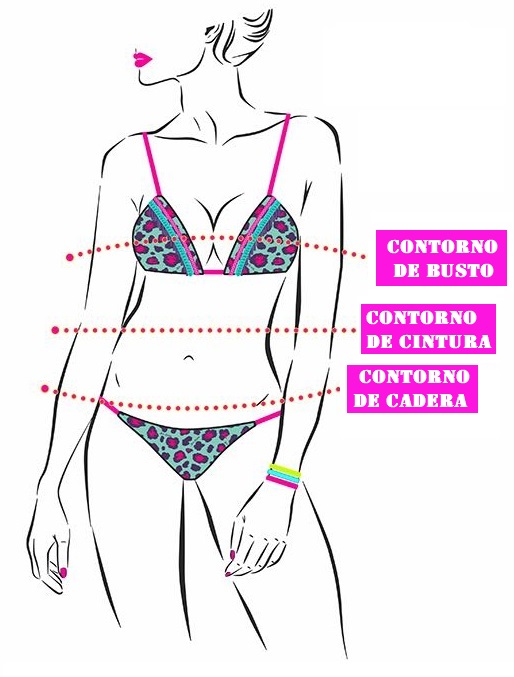 CONTORNO
DE BUSTO
CONTORNO
DE CINTURA
CONTORNO
DE CADERA